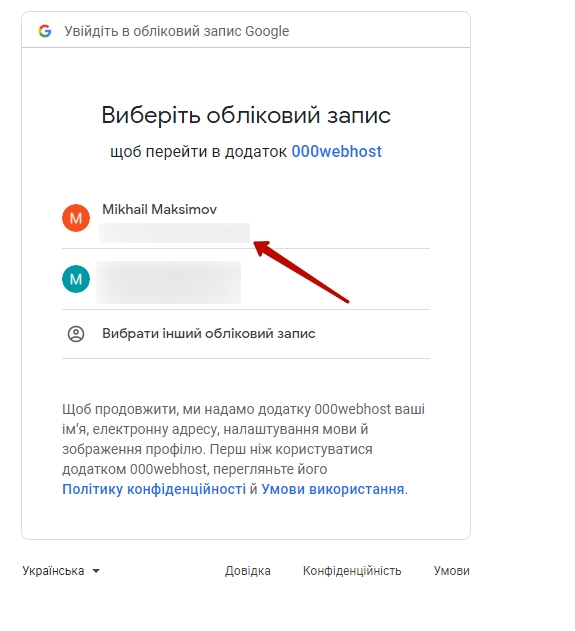 Увійдіть в обліковий запис Google
Виберіть обліковий запис
щоб перейти в додаток 000webhost
M
Mikhail Maksimov
M
Вибрати інший обліковий запис
Щоб продовжити, ми надамо додатку 000webhost ваші
ім’я, електронну адресу, налаштування мови й
зображення профілю. Перш ніж користуватися
додатком 000webhost, перегляньте його
Політику конфіденційності й Умови використання.
Українська
Довідка
Конфіденційність
Умови